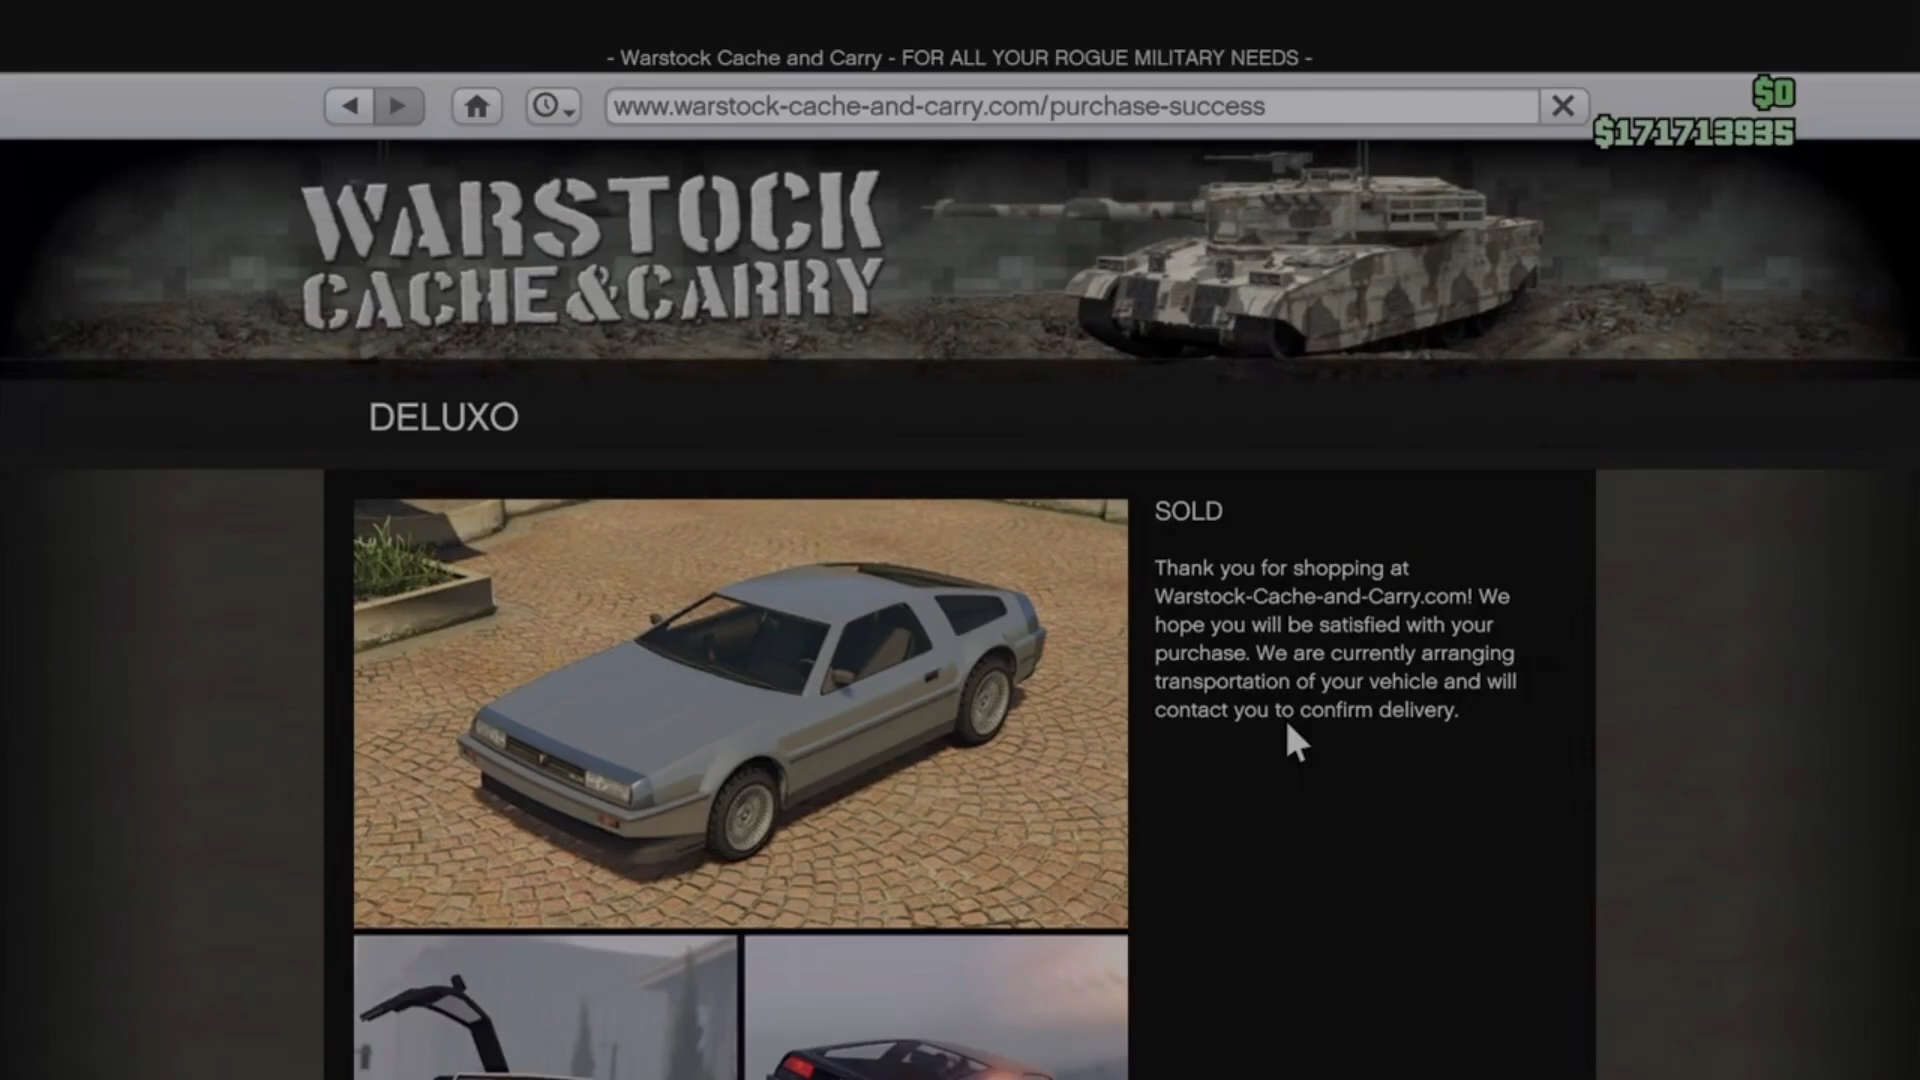 - Warstock Cache and Carry - FOR ALL YOUR ROGUE MILITARY NEEDS -
www.warstock-cache-and-carry.com/purchase-success
$0
$171713935
WARSTOCK
CACHE&CARRY
DELUXO
SOLD
Thank you for shopping at
Warstock-Cache-and-Carry.com! We
hope you will be satisfied with your
purchase. We are currently arranging
transportation of your vehicle and will
contact you to confirm delivery.